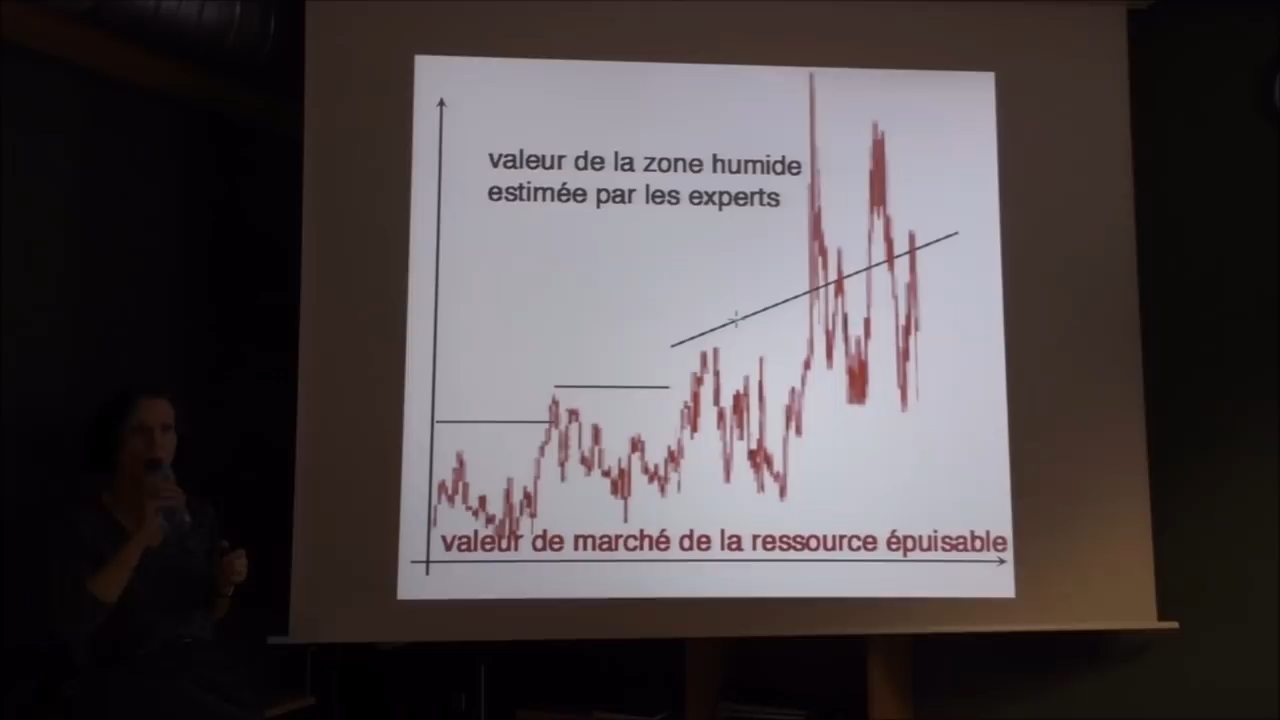 valeur de la zone humide
estimée par les experts
valeur de marché de la ressource épuisable